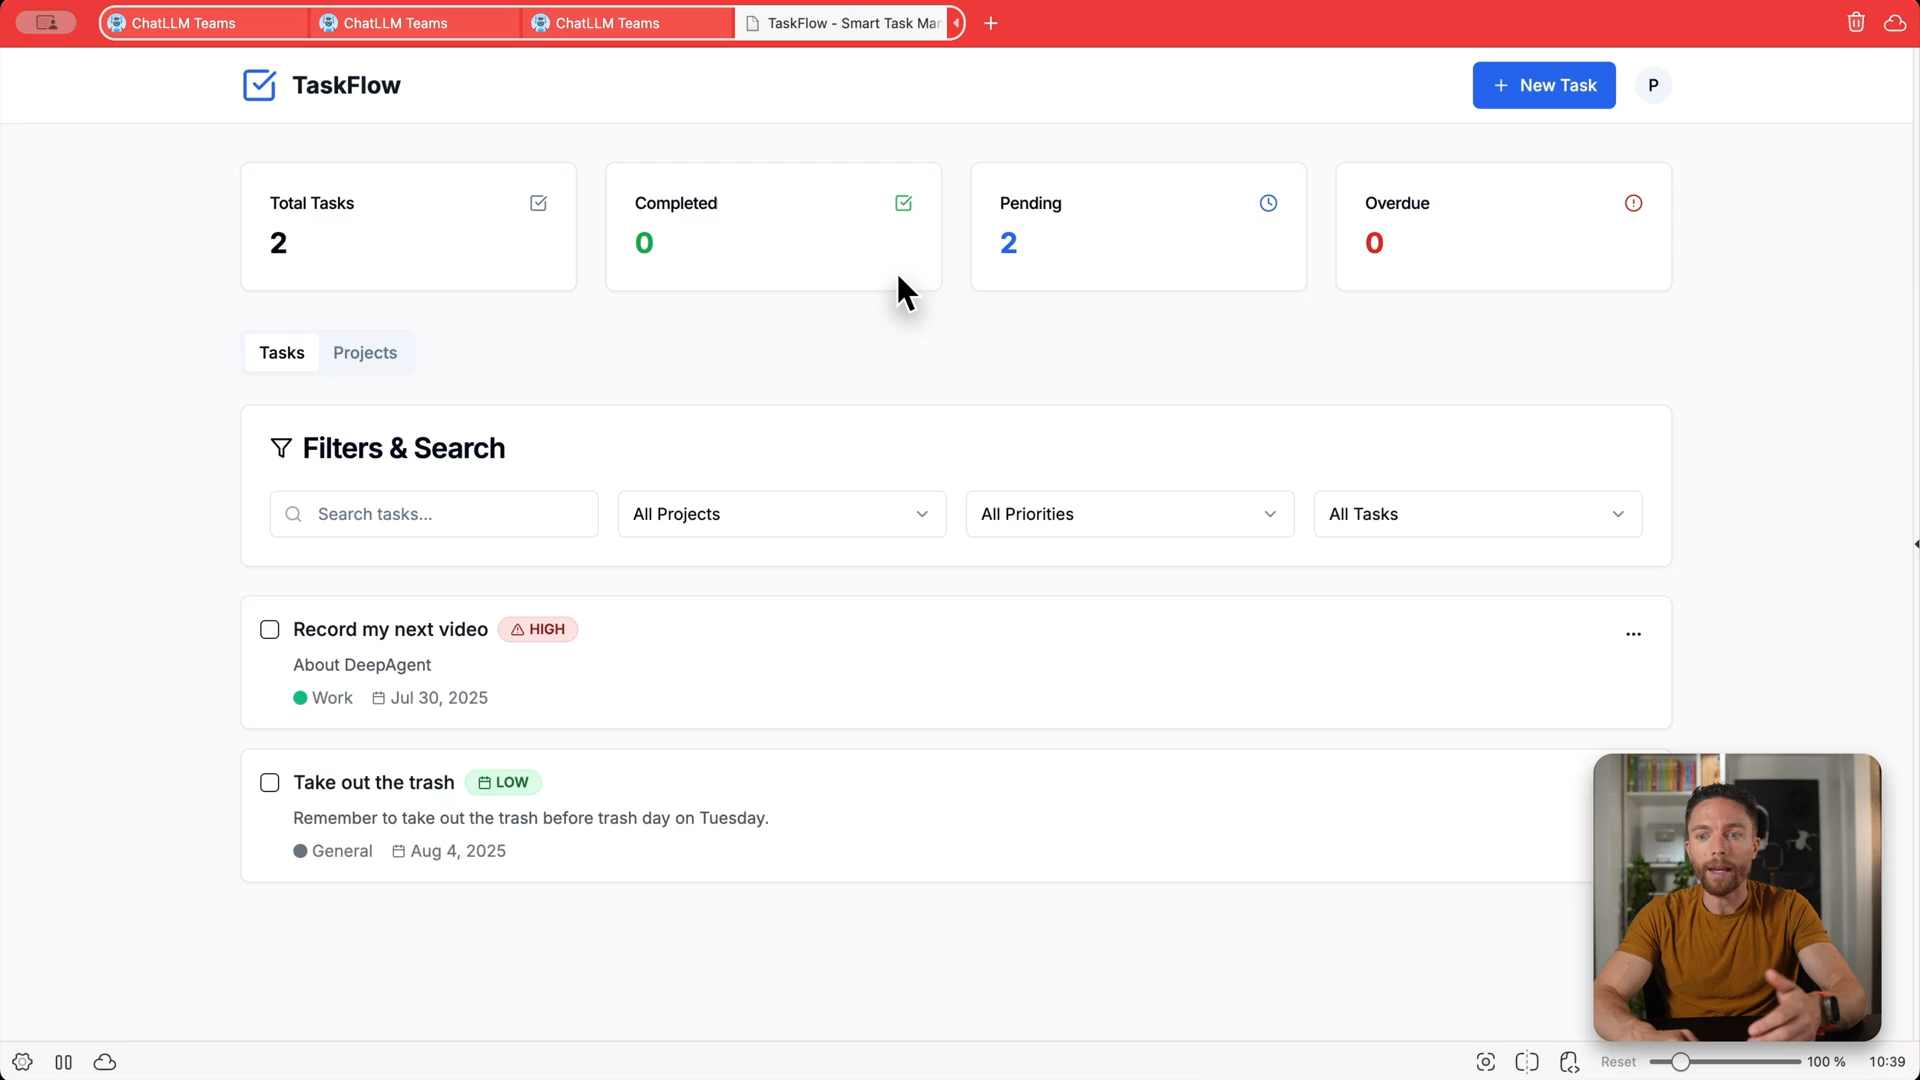 ChatLLM Teams
ChatLLM Teams
ChatLLM Teams
TaskFlow - Smart Task Mar
TaskFlow
New Task
P
Total Tasks
2
Completed
0
Pending
2
Overdue
0
Tasks
Projects
Filters & Search
Search tasks...
All Projects
All Priorities
All Tasks
Record my next video
HIGH
...
About DeepAgent
Work
Jul 30, 2025
Take out the trash
LOW
Remember to take out the trash before trash day on Tuesday.
General
Aug 4, 2025
Reset
100 %
10:39